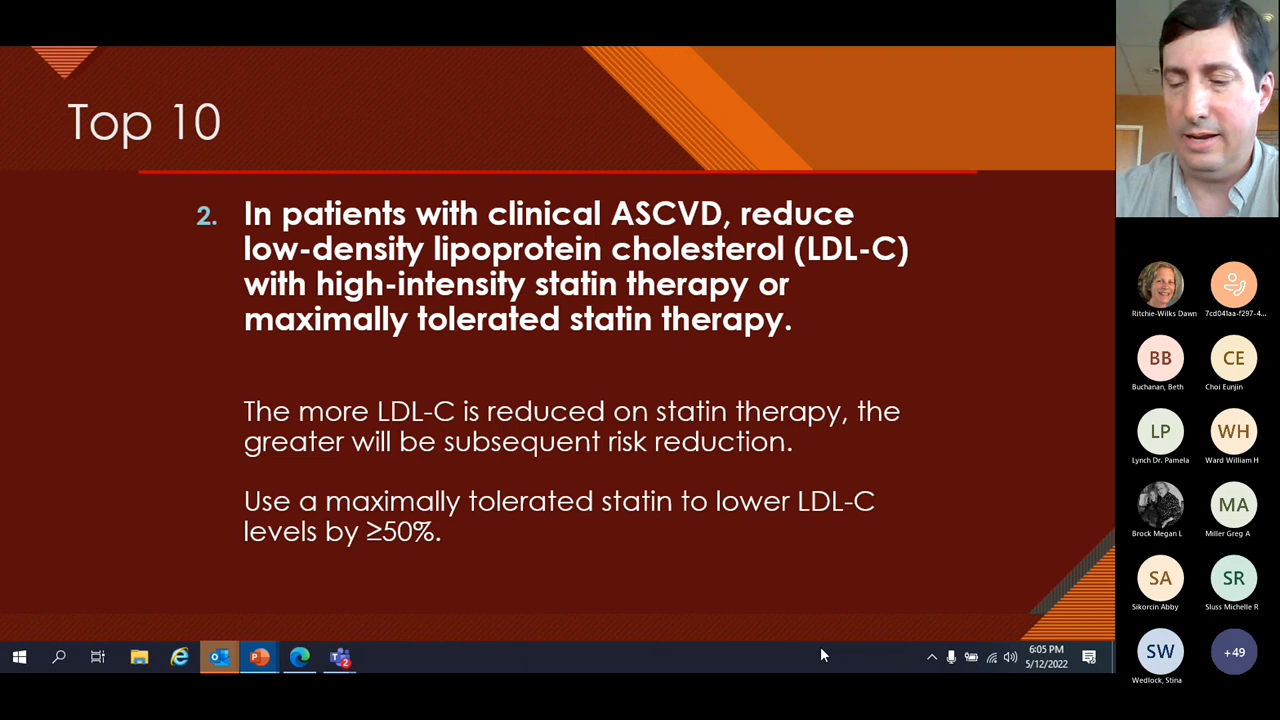 Top 10
2. In patients with clinical ASCVD, reduce
low-density lipoprotein cholesterol (LDL-C)
with high-intensity statin therapy or
maximally tolerated statin therapy.
The more LDL-C is reduced on statin therapy, the
greater will be subsequent risk reduction.
Use a maximally tolerated statin to lower LDL-C
levels by ≥50%.
Ritchie-Wilks Dawn
7cd041aa-f297-4...
BB
CE
Buchanan, Beth
Choi Eunjin
LP
WH
Lynch Dr. Pamela
Ward William H
MA
Brock Megan L
Miller Greg A
SA
SR
Sikorcin Abby
Sluss Michelle R
SW
+49
Wedlock, Stina
2
6:05 PM
5/12/2022